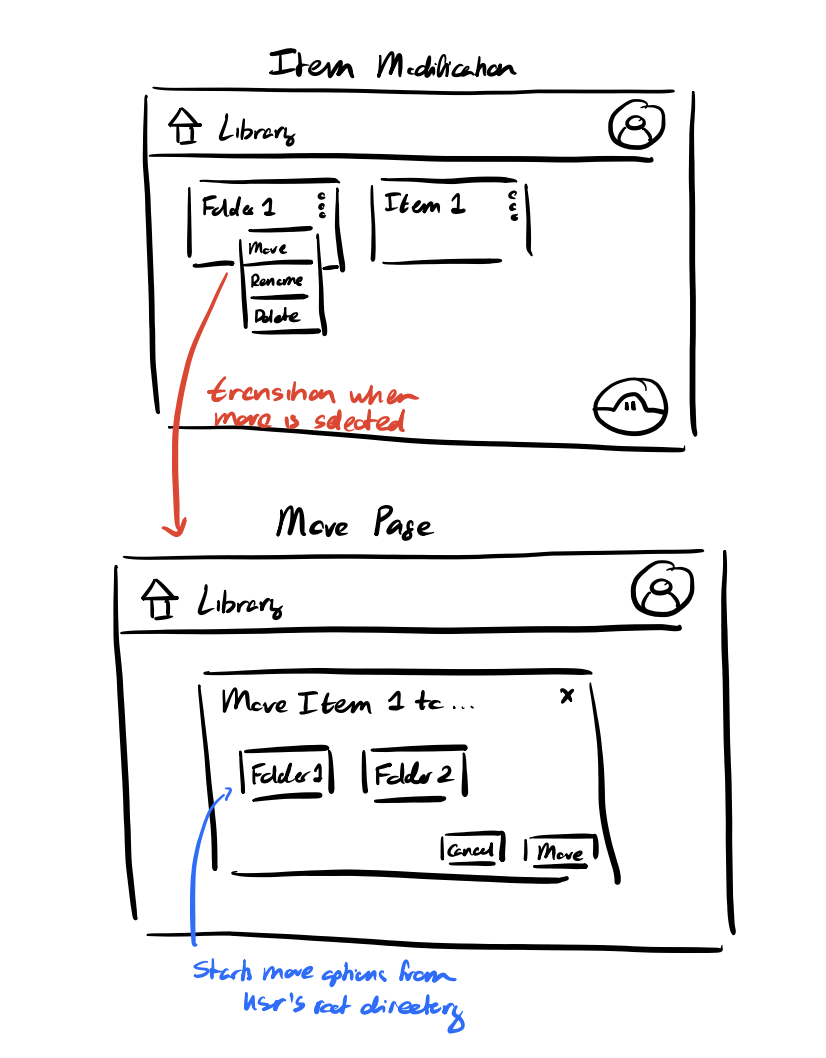 Item Modification
Library
Folder 1
Item 1
Move
Rename
Delete
transition when
move is selected
Move Page
Library
Move Item 1 to...
x
Folder 1
Folder 2
Cancel
Move
Starts move options from
usr's root directory